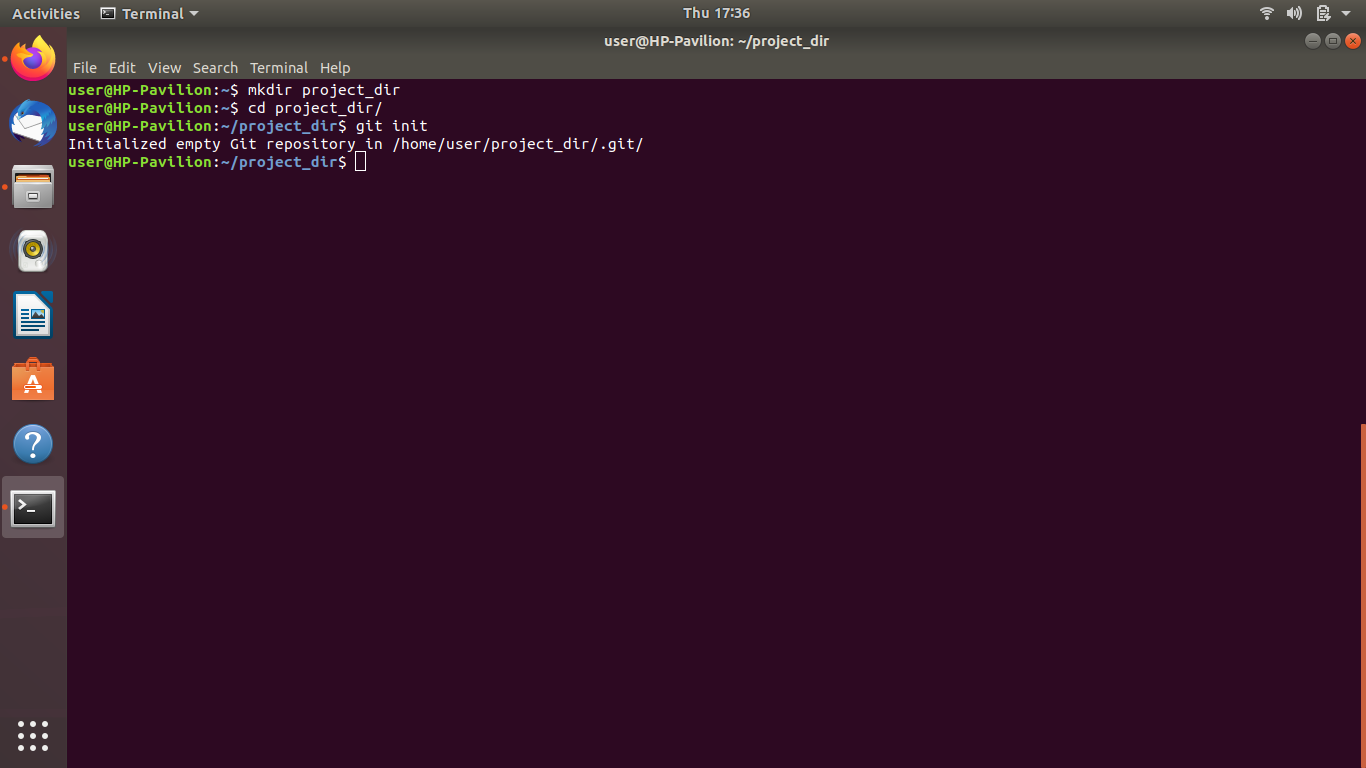 Activities Terminal Thu 17:36
user@HP-Pavilion: ~/project_dir
File Edit View Search Terminal Help
user@HP-Pavilion:~$ mkdir project_dir
user@HP-Pavilion:~$ cd project_dir/
user@HP-Pavilion:~/project_dir$ git init
Initialized empty Git repository in /home/user/project_dir/.git/
user@HP-Pavilion:~/project_dir$